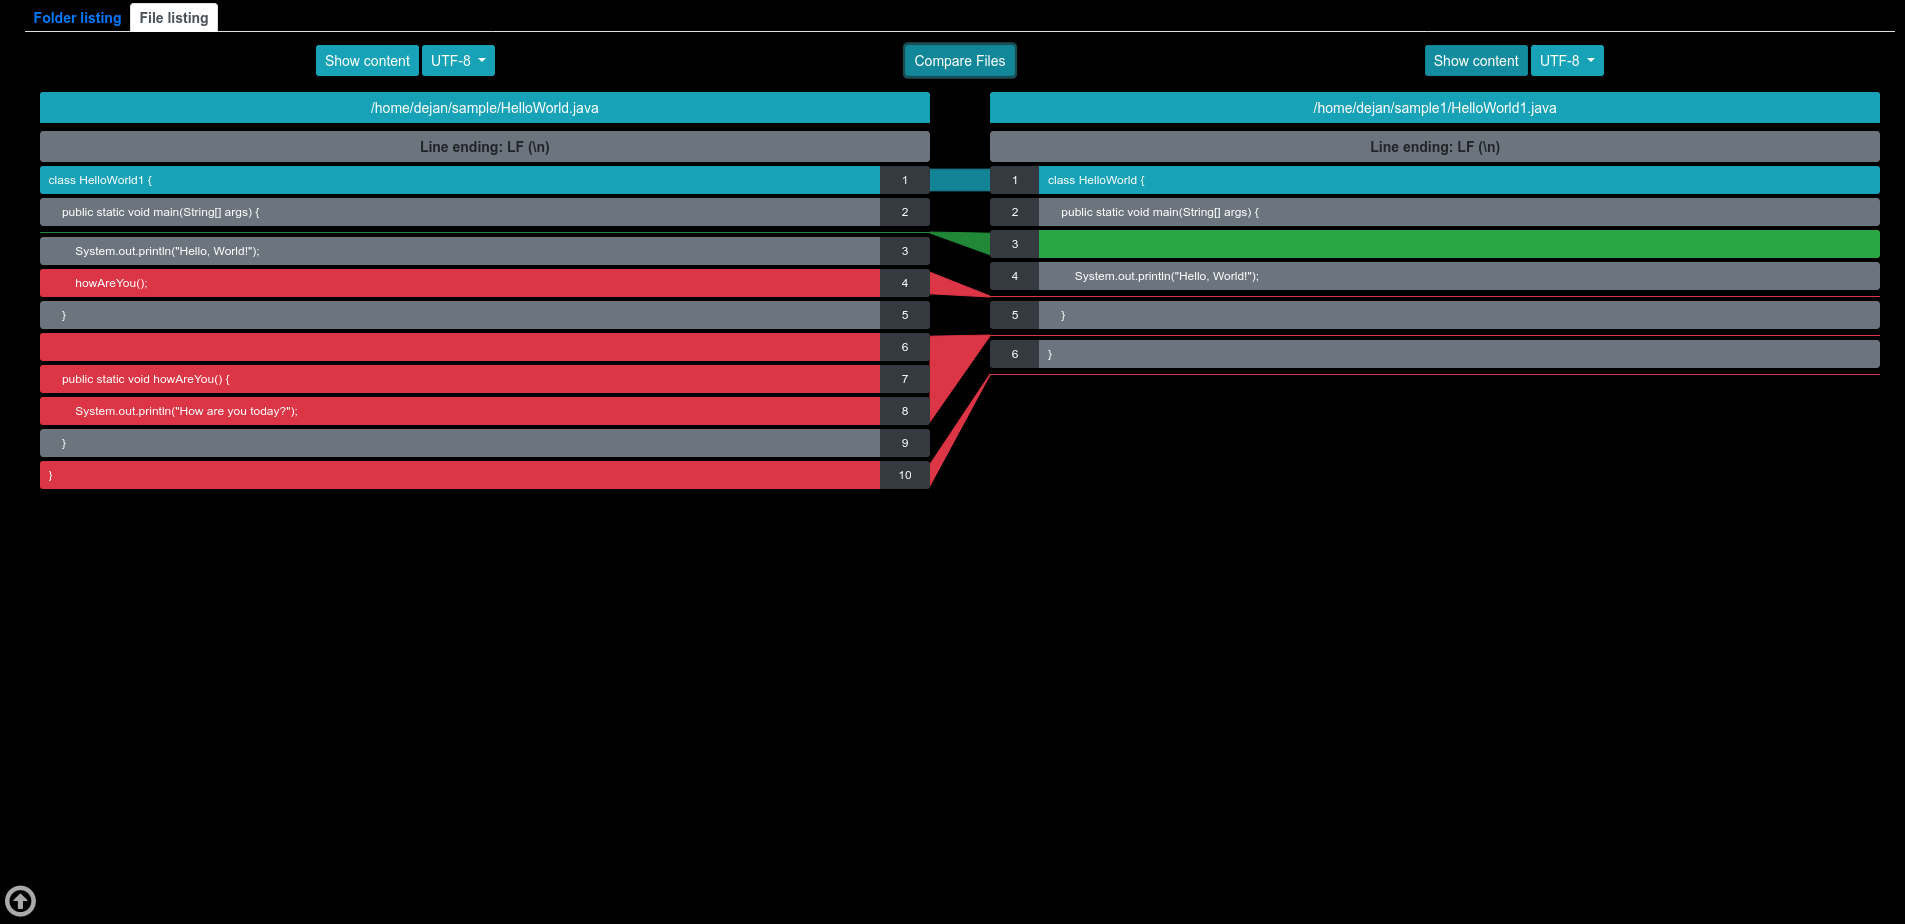 Folder listing File listing
Show content UTF-8 Compare Files Show content UTF-8
/home/dejan/sample/HelloWorld.java
Line ending: LF (\n)
class HelloWorld1 { 1
public static void main(String[] args) { 2
System.out.println("Hello, World!"); 3
howAreYou(); 4
} 5
6
public static void howAreYou() { 7
System.out.println("How are you today?"); 8
} 9
} 10
/home/dejan/sample1/HelloWorld1.java
Line ending: LF (\n)
1 class HelloWorld {
2 public static void main(String[] args) {
3
4 System.out.println("Hello, World!");
5 }
6 }